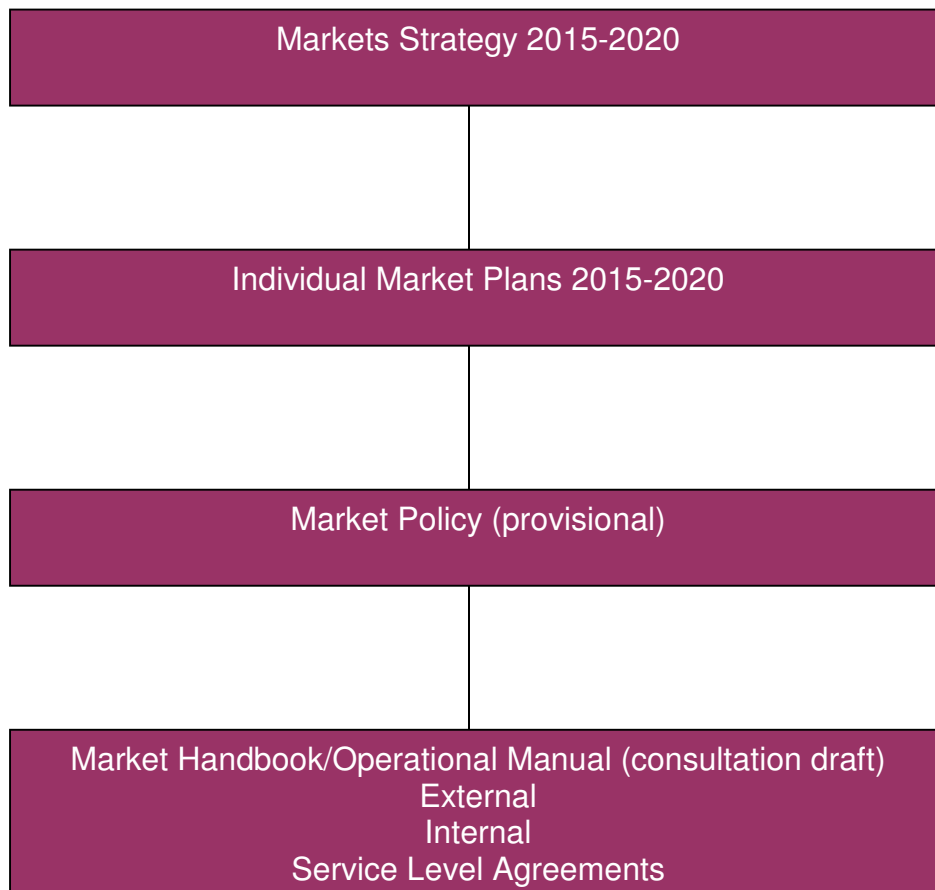 Markets Strategy 2015-2020
Individual Market Plans 2015-2020
Market Policy (provisional)
Market Handbook/Operational Manual (consultation draft)
External
Internal
Service Level Agreements